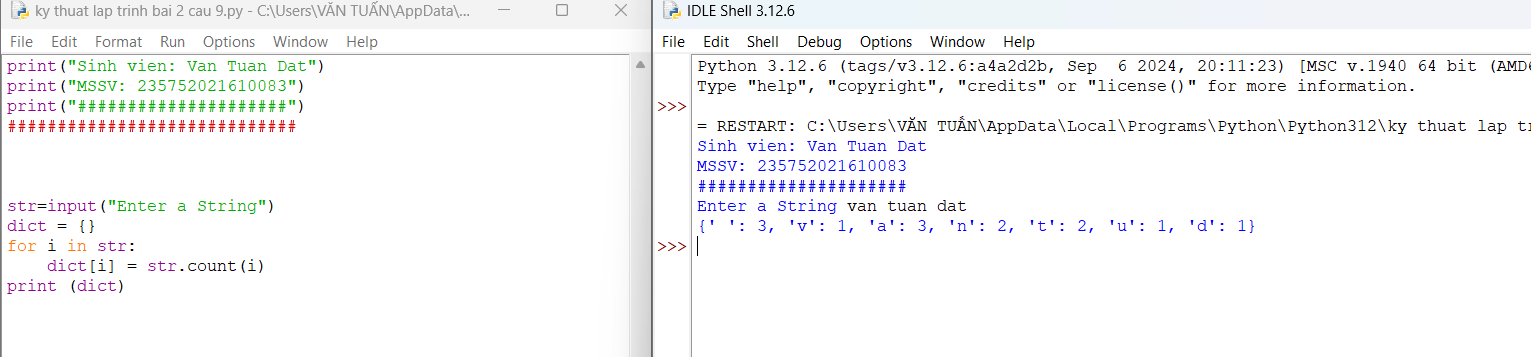 ky thuat lap trinh bai 2 cau 9.py - C:\Users\VĂN TUẤN\AppData\...
File Edit Format Run Options Window Help
print("Sinh vien: Van Tuan Dat")
print("MSSV: 235752021610083")
print("#####################")
#############################
str=input("Enter a String")
dict = {}
for i in str:
    dict[i] = str.count(i)
print (dict)
IDLE Shell 3.12.6
File Edit Shell Debug Options Window Help
Python 3.12.6 (tags/v3.12.6:a4a2d2b, Sep  6 2024, 20:11:23) [MSC v.1940 64 bit (AMD6
Type "help", "copyright", "credits" or "license()" for more information.
>>>
= RESTART: C:\Users\VĂN TUẤN\AppData\Local\Programs\Python\Python312\ky thuat lap tr
Sinh vien: Van Tuan Dat
MSSV: 235752021610083
#####################
Enter a String van tuan dat
{' ': 3, 'v': 1, 'a': 3, 'n': 2, 't': 2, 'u': 1, 'd': 1}
>>>